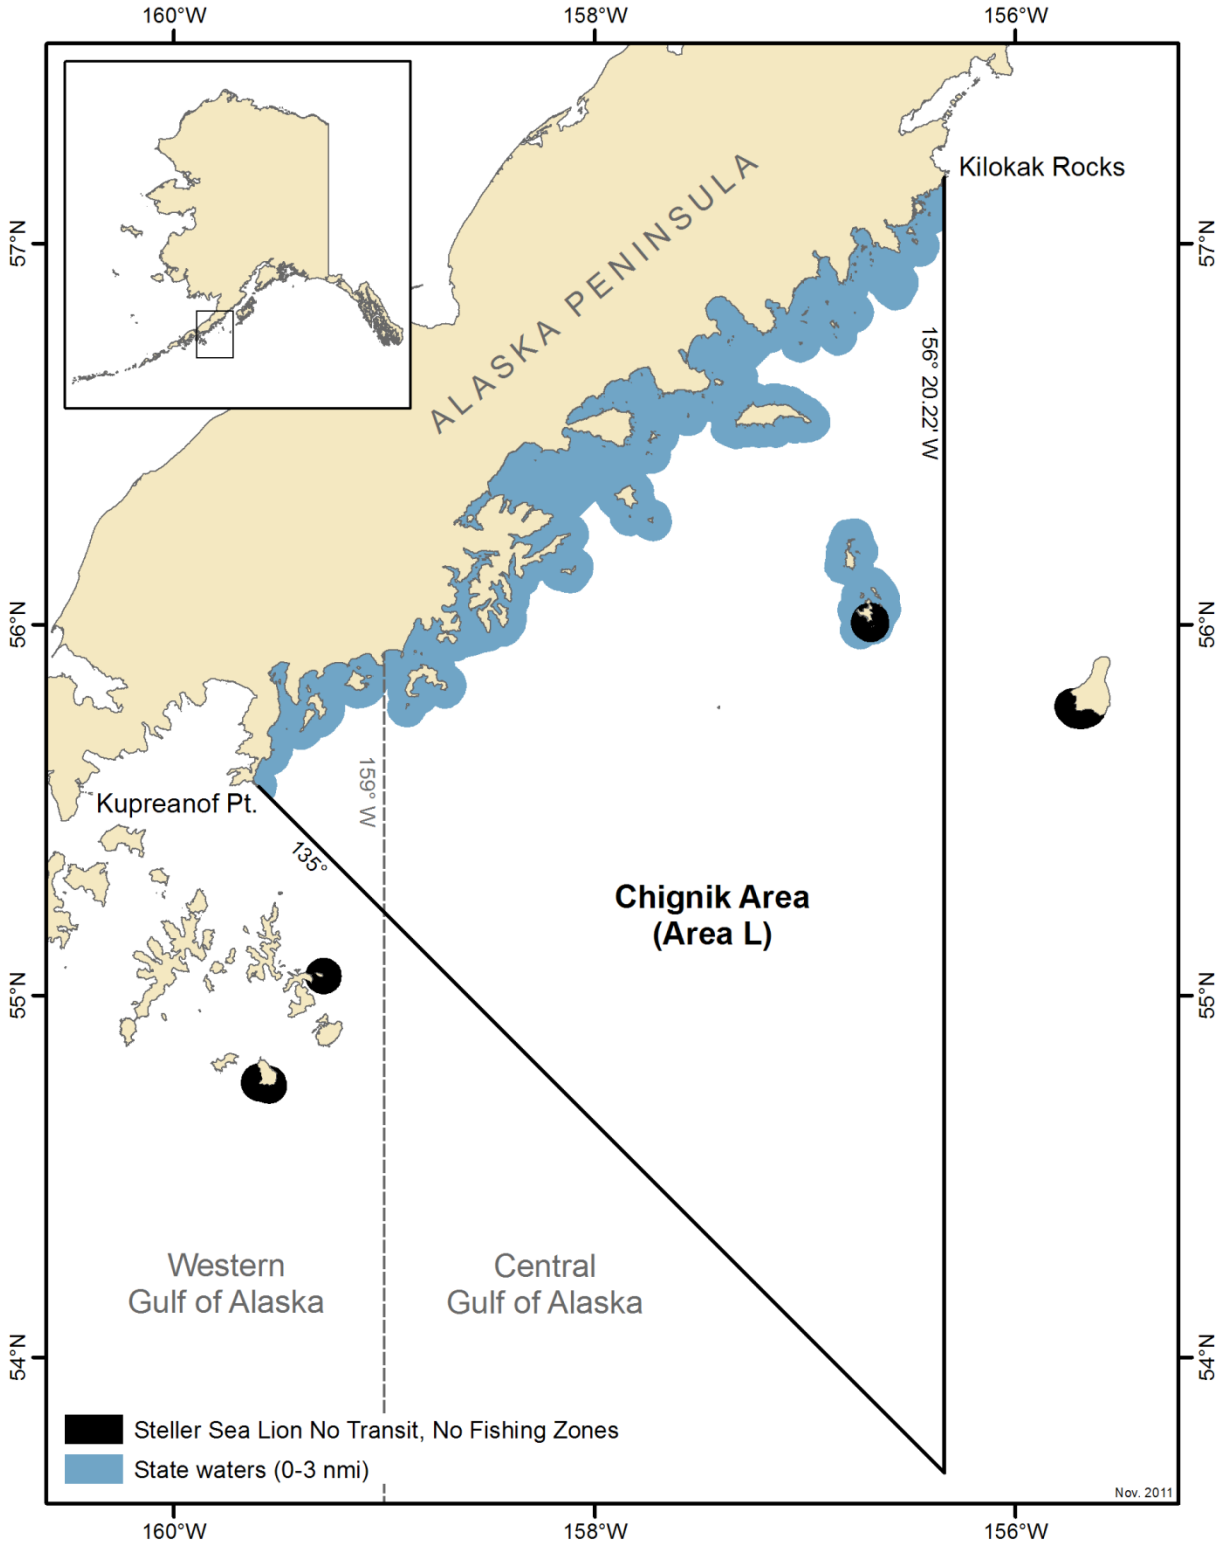 160°W
158°W
156°W
Kilokak Rocks
ALASKA PENINSULA
57°N
57°N
156° 20.22' W
56°N
56°N
159° W
Kupreanof Pt.
135°
Chignik Area
(Area L)
55°N
55°N
Western
Gulf of Alaska
Central
Gulf of Alaska
54°N
54°N
Steller Sea Lion No Transit, No Fishing Zones
State waters (0-3 nmi)
Nov. 2011
160°W
158°W
156°W